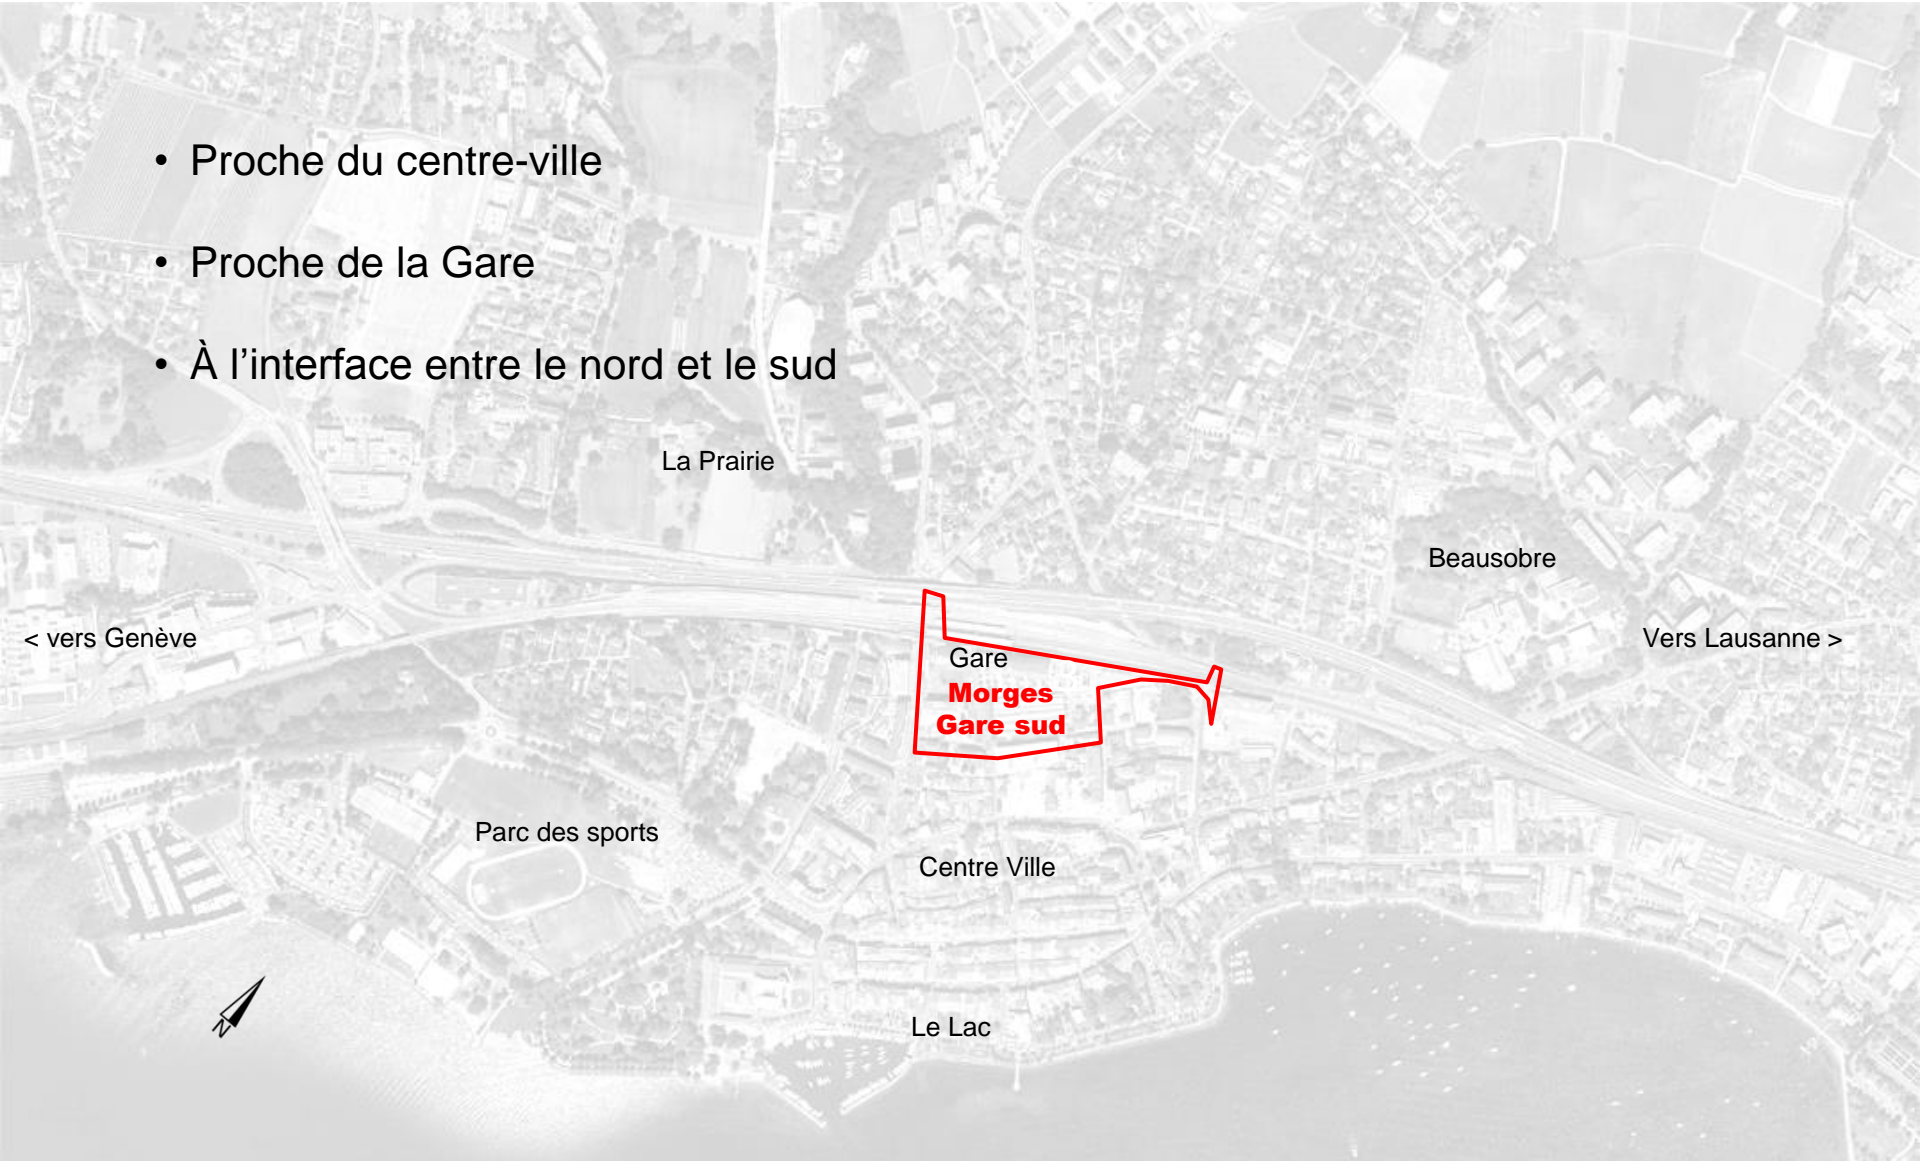 • Proche du centre-ville
• Proche de la Gare
• À l’interface entre le nord et le sud
La Prairie
Beausobre
< vers Genève
Vers Lausanne >
Gare
Morges
Gare sud
Parc des sports
Centre Ville
N
Le Lac